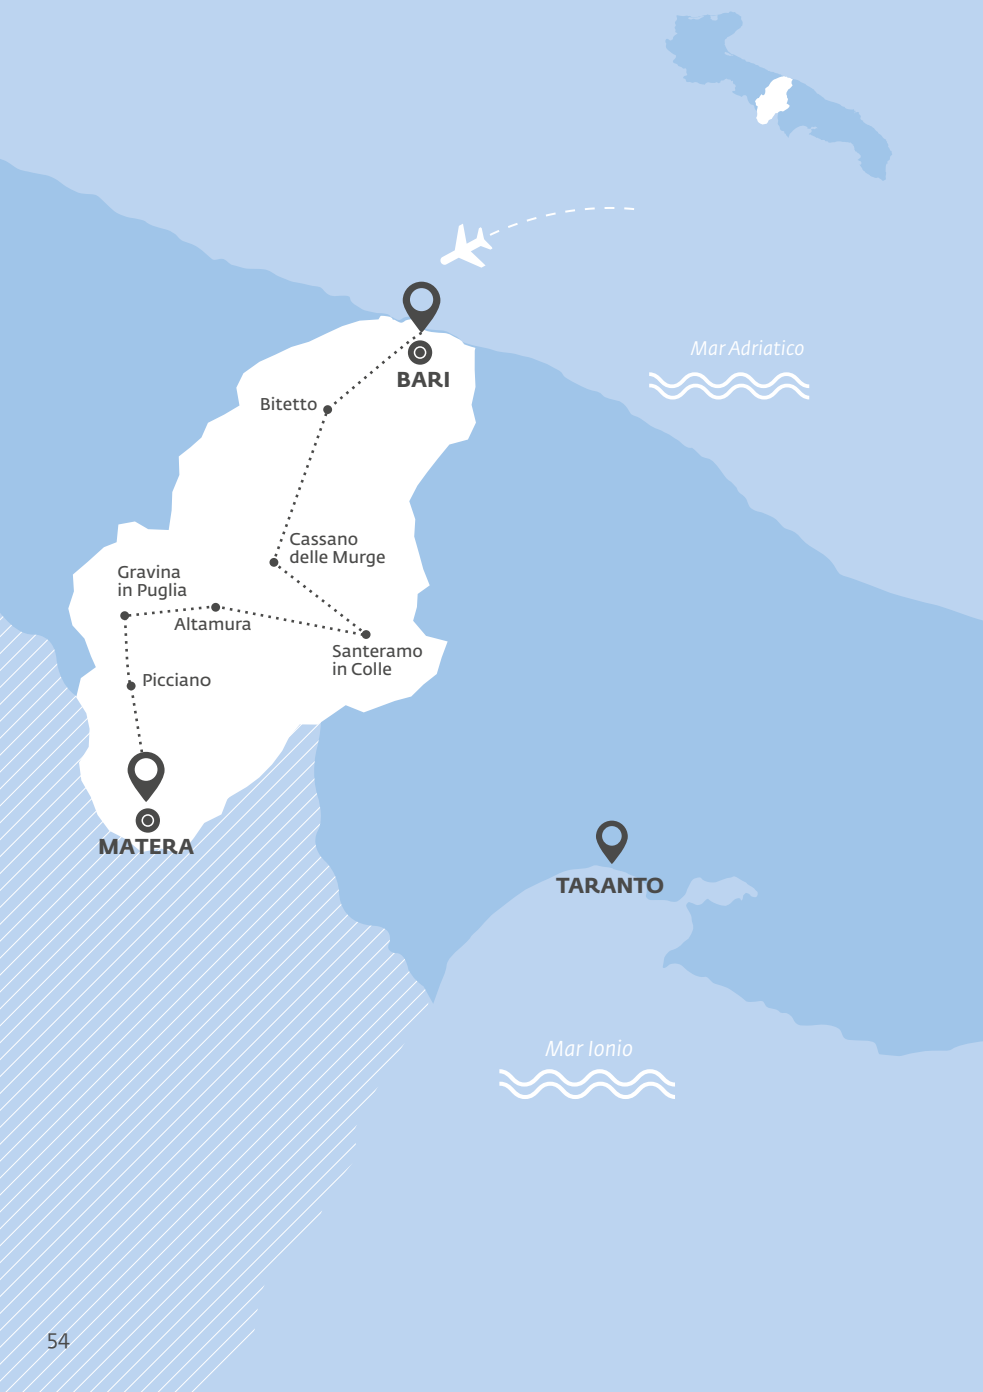 Mar Adriatico
BARI
Bitetto
Cassano
delle Murge
Gravina
in Puglia
Altamura
Santeramo
in Colle
Picciano
MATERA
TARANTO
Mar Ionio
54